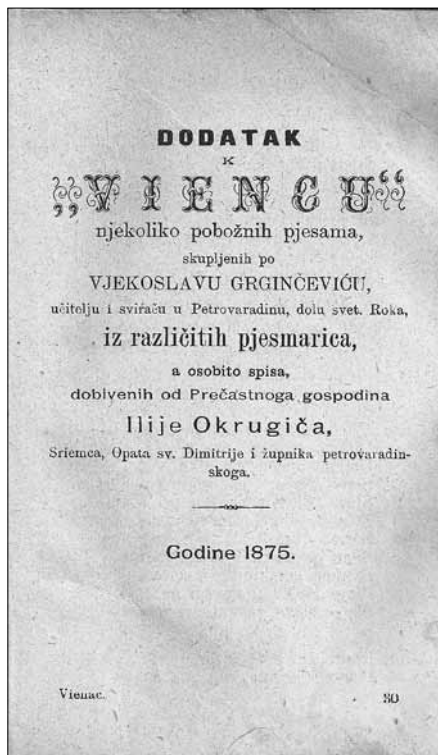 DODATAK
K
„VIENCU“
njekoliko pobožnih pjesama,
skupljenih po
VJEKOSLAVU GRGINČEVIĆU,
učitelju i sviraču u Petrovaradinu, dolu svet. Roka,
iz različitih pjesmarica,
a osobito spisa,
dobivenih od Prečastnoga gospodina
Ilije Okrugiča,
Sriemca, Opata sv. Dimitrije i župnika petrovaradin-
skoga.
Godine 1875.
Vienac. 30